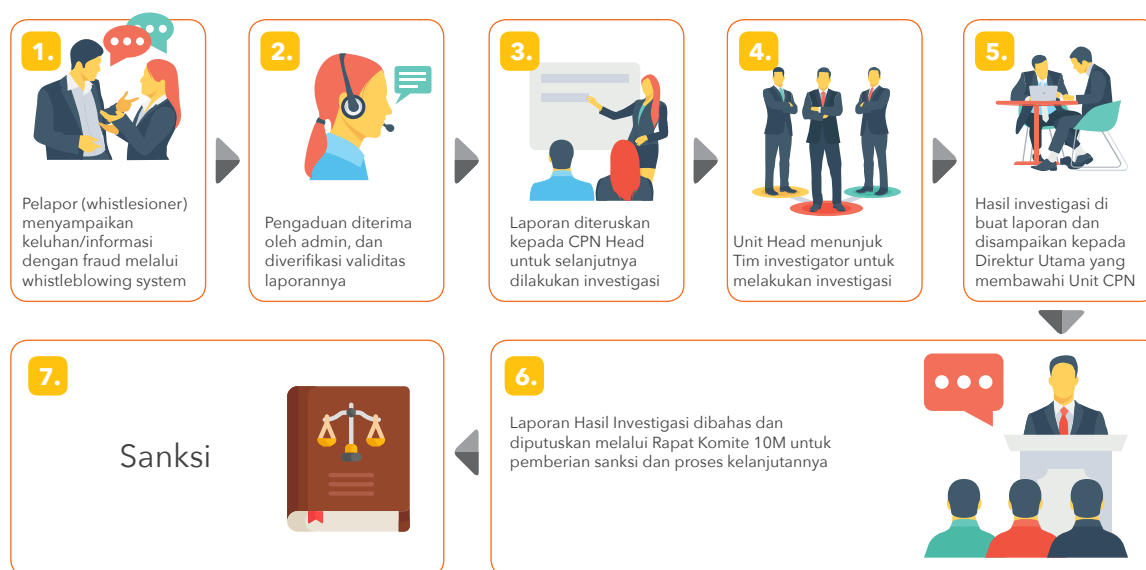 1.
Pelapor (whistlesioner)
menyampaikan
keluhan/informasi
dengan fraud melalui
whistleblowing system
2.
Pengaduan diterima
oleh admin, dan
diverifikasi validitas
laporannya
3.
Laporan diteruskan
kepada CPN Head
untuk selanjutnya
dilakukan investigasi
4.
Unit Head menunjuk
Tim investigator untuk
melakukan investigasi
5.
Hasil investigasi di
buat laporan dan
disampaikan kepada
Direktur Utama yang
membawahi Unit CPN
6.
Laporan Hasil Investigasi dibahas dan
diputuskan melalui Rapat Komite 10M untuk
pemberian sanksi dan proses kelanjutannya
7.
Sanksi